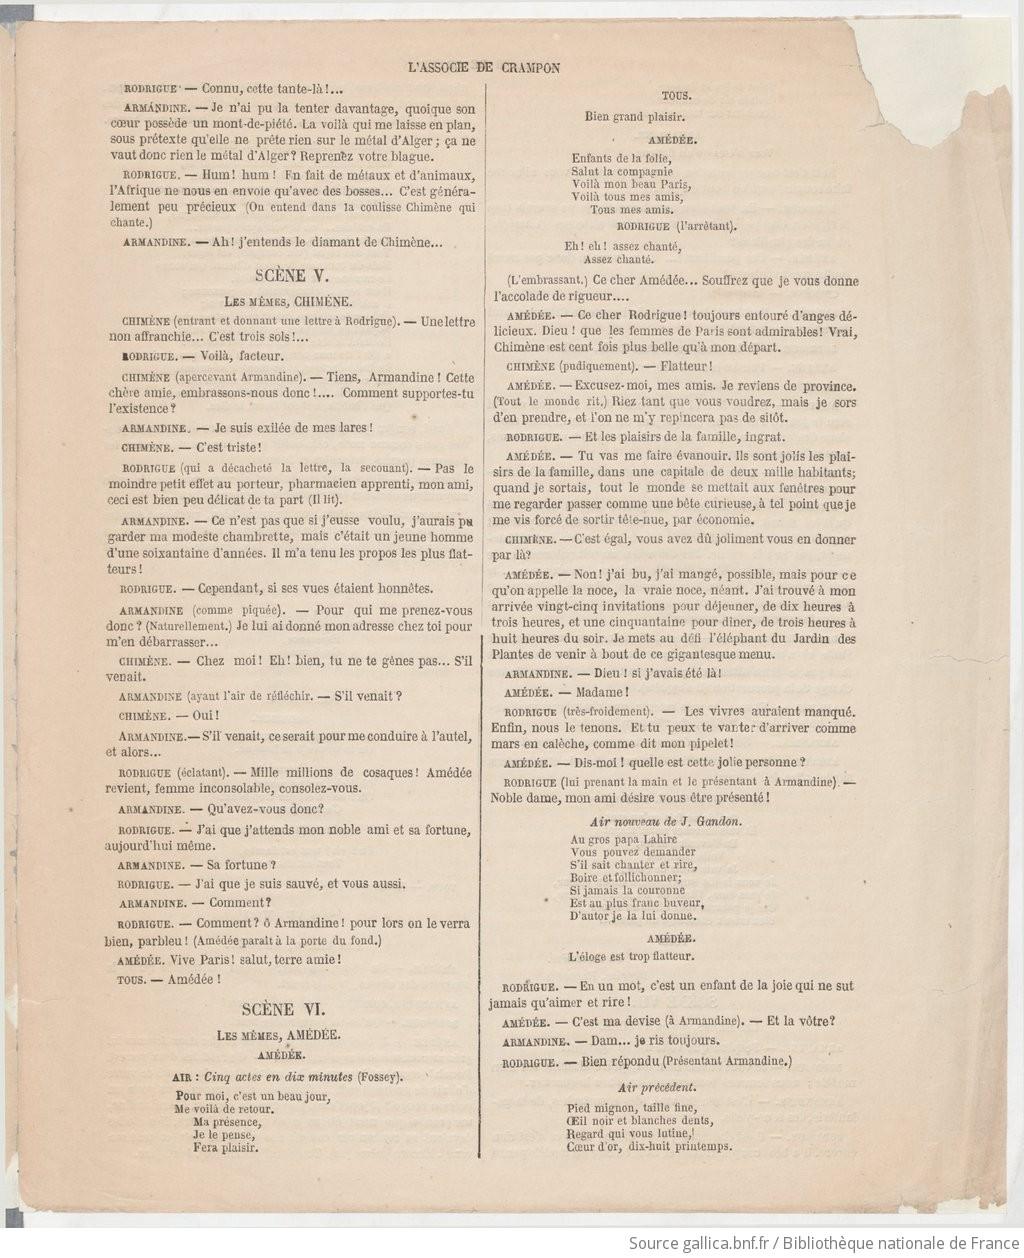 L'ASSOCIE DE CRAMPON
RODRIGUE — Connu, cette tante-là!...
ARMANDINE. — Je n'ai pu la tenter davantage, quoique son
cœur possède un mont-de-piété. La voilà qui me laisse en plan,
sous prétexte qu'elle ne prête rien sur le métal d'Alger; ça ne
vaut donc rien le métal d'Alger? Reprenez votre blague.
RODRIGUE. — Hum! hum! En fait de métaux et d'animaux,
l'Afrique ne nous en envoie qu'avec des bosses... C'est généra-
lement peu précieux (On entend dans la coulisse Chimène qui
chante.)
ARMANDINE. — Ah! j'entends le diamant de Chimène...
SCÈNE V.
LES MÊMES, CHIMÈNE.
CHIMÈNE (entrant et donnant une lettre à Rodrigue). — Une lettre
non affranchie... C'est trois sols!...
RODRIGUE. — Voilà, facteur.
CHIMÈNE (apercevant Armandine). — Tiens, Armandine! Cette
chère amie, embrassons-nous donc!.... Comment supportes-tu
l'existence?
ARMANDINE. — Je suis exilée de mes lares!
CHIMÈNE. — C'est triste!
RODRIGUE (qui a décacheté la lettre, la secouant). — Pas le
moindre petit effet au porteur, pharmacien apprenti, mon ami,
ceci est bien peu délicat de ta part (Il lit).
ARMANDINE. — Ce n'est pas que si j'eusse voulu, j'aurais pu
garder ma modeste chambrette, mais c'était un jeune homme
d'une soixantaine d'années. Il m'a tenu les propos les plus flat-
teurs!
RODRIGUE. — Cependant, si ses vues étaient honnêtes.
ARMANDINE (comme piquée). — Pour qui me prenez-vous
donc? (Naturellement.) Je lui ai donné mon adresse chez toi pour
m'en débarrasser...
CHIMÈNE. — Chez moi! Eh! bien, tu ne te gênes pas... S'il
venait.
ARMANDINE (ayant l'air de réfléchir. — S'il venait?
CHIMÈNE. — Oui!
ARMANDINE. — S'il venait, ce serait pour me conduire à l'autel,
et alors...
RODRIGUE (éclatant). — Mille millions de cosaques! Amédée
revient, femme inconsolable, consolez-vous.
ARMANDINE. — Qu'avez-vous donc?
RODRIGUE. — J'ai que j'attends mon noble ami et sa fortune,
aujourd'hui même.
ARMANDINE. — Sa fortune?
RODRIGUE. — J'ai que je suis sauvé, et vous aussi.
ARMANDINE. — Comment?
RODRIGUE. — Comment? ô Armandine! pour lors on le verra
bien, parbleu! (Amédée paraît à la porte du fond.)
AMÉDÉE. Vive Paris! salut, terre amie!
TOUS. — Amédée!
SCÈNE VI.
LES MÊMES, AMÉDÉE.
AMÉDÉE.
AIR : Cinq actes en dix minutes (Fossey).
Pour moi, c'est un beau jour,
Me voilà de retour.
Ma présence,
Je le pense,
Fera plaisir.
TOUS.
Bien grand plaisir.
AMÉDÉE.
Enfants de la folie,
Salut la compagnie
Voilà mon beau Paris,
Voilà tous mes amis,
Tous mes amis.
RODRIGUE (l'arrêtant).
Eh! eh! assez chanté,
Assez chanté.
(L'embrassant.) Ce cher Amédée... Souffrez que je vous donne
l'accolade de rigueur....
AMÉDÉE. — Ce cher Rodrigue! toujours entouré d'anges dé-
licieux. Dieu! que les femmes de Paris sont admirables! Vrai,
Chimène est cent fois plus belle qu'à mon départ.
CHIMÈNE (pudiquement). — Flatteur!
AMÉDÉE. — Excusez-moi, mes amis. Je reviens de province.
(Tout le monde rit.) Riez tant que vous voudrez, mais je sors
d'en prendre, et l'on ne m'y repincera pas de sitôt.
RODRIGUE. — Et les plaisirs de la famille, ingrat.
AMÉDÉE. — Tu vas me faire évanouir. Ils sont jolis les plai-
sirs de la famille, dans une capitale de deux mille habitants;
quand je sortais, tout le monde se mettait aux fenêtres pour
me regarder passer comme une bête curieuse, à tel point que je
me vis forcé de sortir tête-nue, par économie.
CHIMÈNE. — C'est égal, vous avez dû joliment vous en donner
par là?
AMÉDÉE. — Non! j'ai bu, j'ai mangé, possible, mais pour ce
qu'on appelle la noce, la vraie noce, néant. J'ai trouvé à mon
arrivée vingt-cinq invitations pour déjeuner, de dix heures à
trois heures, et une cinquantaine pour dîner, de trois heures à
huit heures du soir. Je mets au défi l'éléphant du Jardin des
Plantes de venir à bout de ce gigantesque menu.
ARMANDINE. — Dieu! si j'avais été là!
AMÉDÉE. — Madame!
RODRIGUE (très-froidement). — Les vivres auraient manqué.
Enfin, nous le tenons. Et tu peux te vanter d'arriver comme
mars en calèche, comme dit mon pipelet!
AMÉDÉE. — Dis-moi! quelle est cette jolie personne?
RODRIGUE (lui prenant la main et le présentant à Armandine). —
Noble dame, mon ami désire vous être présenté!
Air nouveau de J. Gandon.
Au gros papa Lahire
Vous pouvez demander
S'il sait chanter et rire,
Boire et follichonner;
Si jamais la couronne
Est au plus franc buveur,
D'autor je la lui donne.
AMÉDÉE.
L'éloge est trop flatteur.
RODRIGUE. — En un mot, c'est un enfant de la joie qui ne sut
jamais qu'aimer et rire!
AMÉDÉE. — C'est ma devise (à Armandine). — Et la vôtre?
ARMANDINE. — Dam... je ris toujours.
RODRIGUE. — Bien répondu (Présentant Armandine.)
Air précédent.
Pied mignon, taille fine,
Œil noir et blanches dents,
Regard qui vous lutine,
Cœur d'or, dix-huit printemps.
Source gallica.bnf.fr / Bibliothèque nationale de France